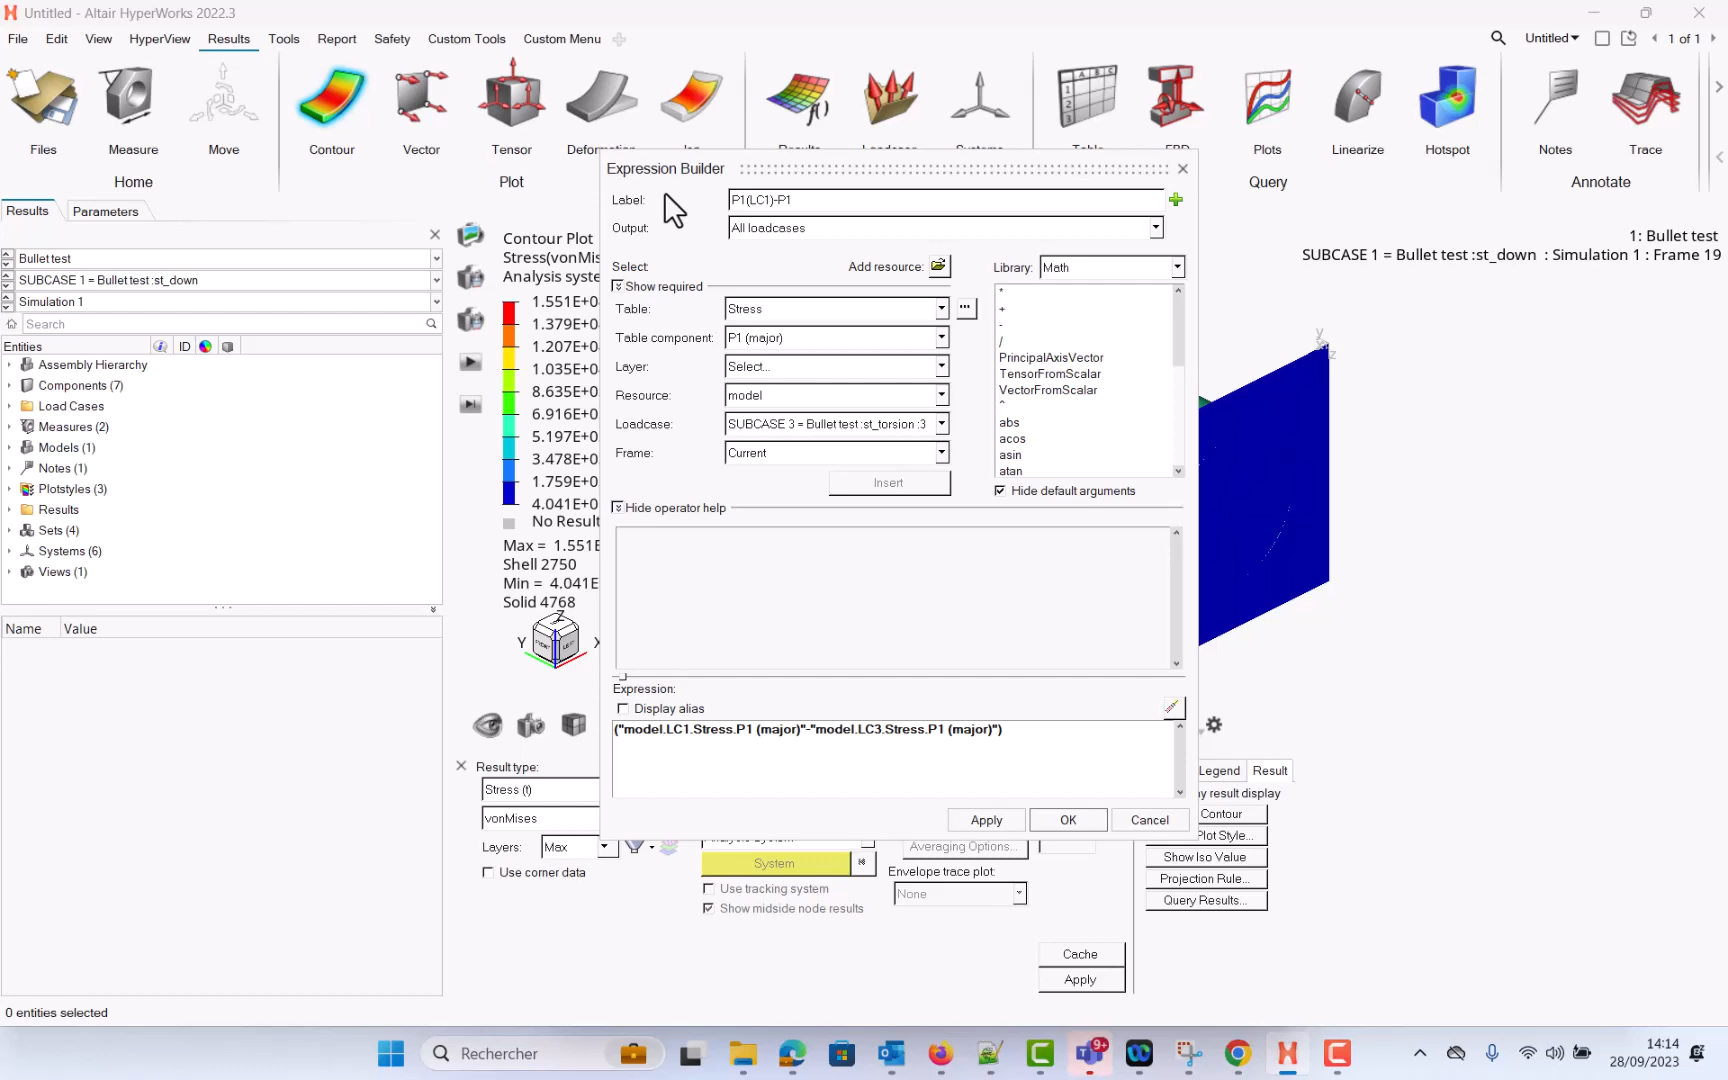 Untitled - Altair HyperWorks 2022.3
File Edit View HyperView Results Tools Report Safety Custom Tools Custom Menu
Untitled 1 of 1
Files Measure Move Contour Vector Tensor Plots Linearize Hotspot Notes Trace
Home Plot Query Annotate
Expression Builder
Label: P1(LC1)-P1
Output: All loadcases
Select: Add resource: Library: Math
Show required
Table: Stress
Table component: P1 (major)
Layer: Select...
Resource: model
Loadcase: SUBCASE 3 = Bullet test :st_torsion :3
Frame: Current
Insert
*
+
-
/
PrincipalAxisVector
TensorFromScalar
VectorFromScalar
^
abs
acos
asin
atan
Hide default arguments
Hide operator help
Expression:
Display alias
("model.LC1.Stress.P1 (major)"-"model.LC3.Stress.P1 (major)")
Apply OK Cancel
Results Parameters
Bullet test
SUBCASE 1 = Bullet test :st_down
Simulation 1
Search
Entities ID
Assembly Hierarchy
Components (7)
Load Cases
Measures (2)
Models (1)
Notes (1)
Plotstyles (3)
Results
Sets (4)
Systems (6)
Views (1)
Name Value
Contour Plot
Stress(vonMis
Analysis syste
1.551E+0
1.379E+0
1.207E+0
1.035E+0
8.635E+0
6.916E+0
5.197E+0
3.478E+0
1.759E+0
4.041E+0
No Result
Max = 1.551E
Shell 2750
Min = 4.041E
Solid 4768
Z
Y X
1: Bullet test
SUBCASE 1 = Bullet test :st_down : Simulation 1 : Frame 19
y
z
Result type:
Stress (t)
vonMises
Layers: Max
Use corner data
System
Use tracking system
Show midside node results
Averaging Options...
Envelope trace plot:
None
Cache
Apply
Legend Result
y result display
Contour
Plot Style...
Show Iso Value
Projection Rule...
Query Results...
0 entities selected
Rechercher
9+
14:14
28/09/2023